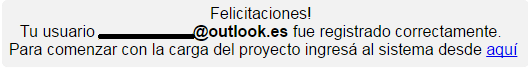 Felicitaciones!
Tu usuario @outlook.es fue registrado correctamente.
Para comenzar con la carga del proyecto ingresá al sistema desde aquí